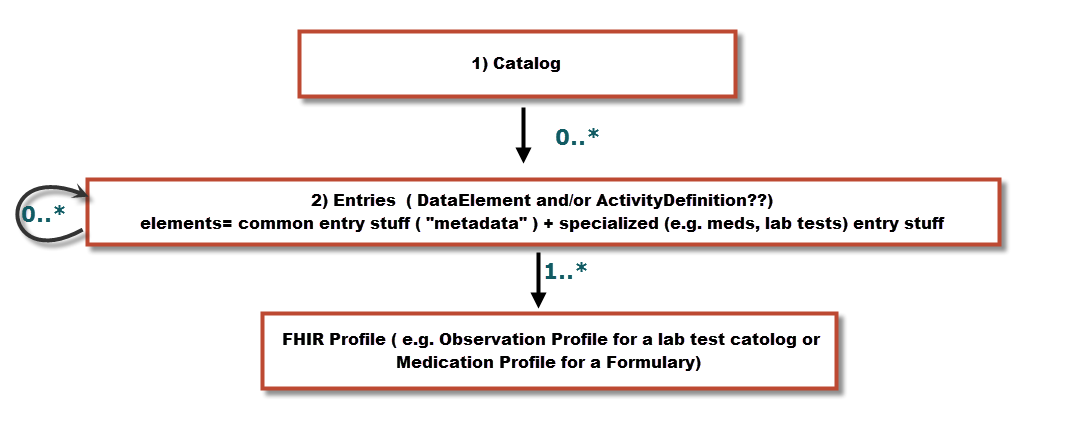 1) Catalog
0..*
2) Entries ( DataElement and/or ActivityDefinition??)
elements= common entry stuff ( "metadata" ) + specialized (e.g. meds, lab tests) entry stuff
0..*
1..*
FHIR Profile ( e.g. Observation Profile for a lab test catolog or
Medication Profile for a Formulary)